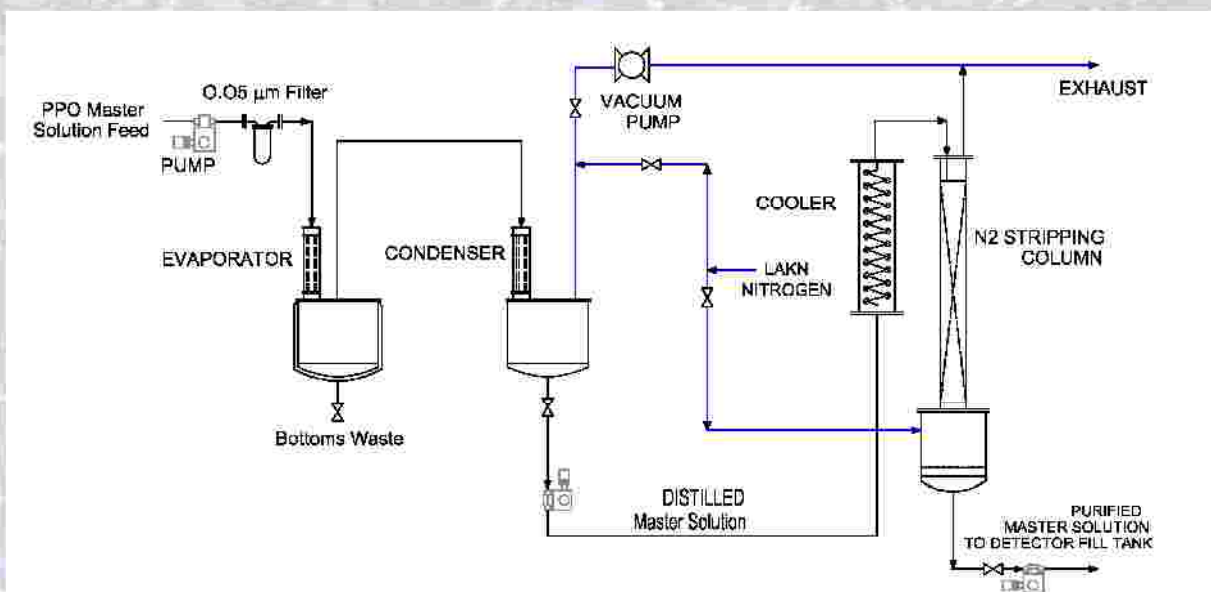 PPO Master
Solution Feed
0.05 µm Filter
PUMP
EVAPORATOR
CONDENSER
Bottoms Waste
VACUUM
PUMP
EXHAUST
COOLER
N2 STRIPPING
COLUMN
LAKN
NITROGEN
DISTILLED
Master Solution
PURIFIED
MASTER SOLUTION
TO DETECTOR FILL TANK